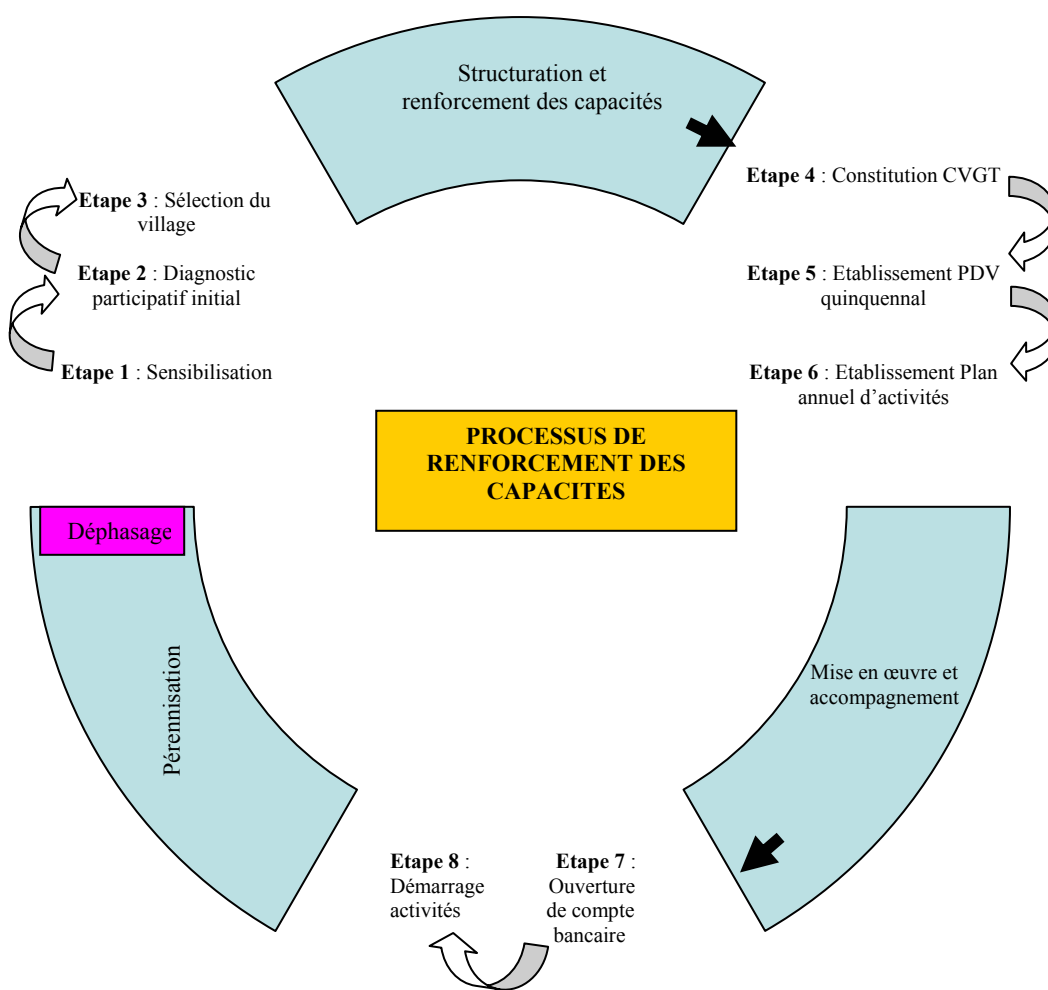 Structuration et
renforcement des capacités
Etape 3 : Sélection du
village
Etape 2 : Diagnostic
participatif initial
Etape 1 : Sensibilisation
Etape 4 : Constitution CVGT
Etape 5 : Etablissement PDV
quinquennal
Etape 6 : Etablissement Plan
annuel d’activités
PROCESSUS DE
RENFORCEMENT DES
CAPACITES
Déphasage
Pérennisation
Mise en œuvre et
accompagnement
Etape 8 :
Démarrage
activités
Etape 7 :
Ouverture
de compte
bancaire